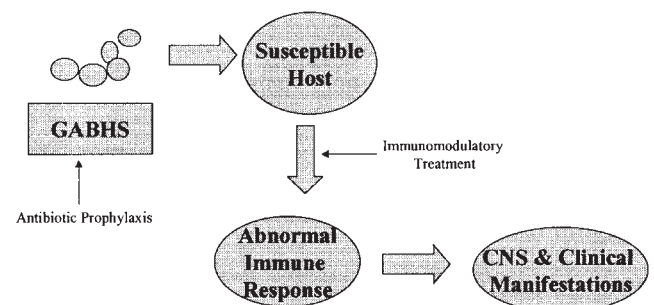 Susceptible
Host
GABHS
Immunomodulatory
Treatment
Antibiotic Prophylaxis
Abnormal
Immune
Response
CNS & Clinical
Manifestations